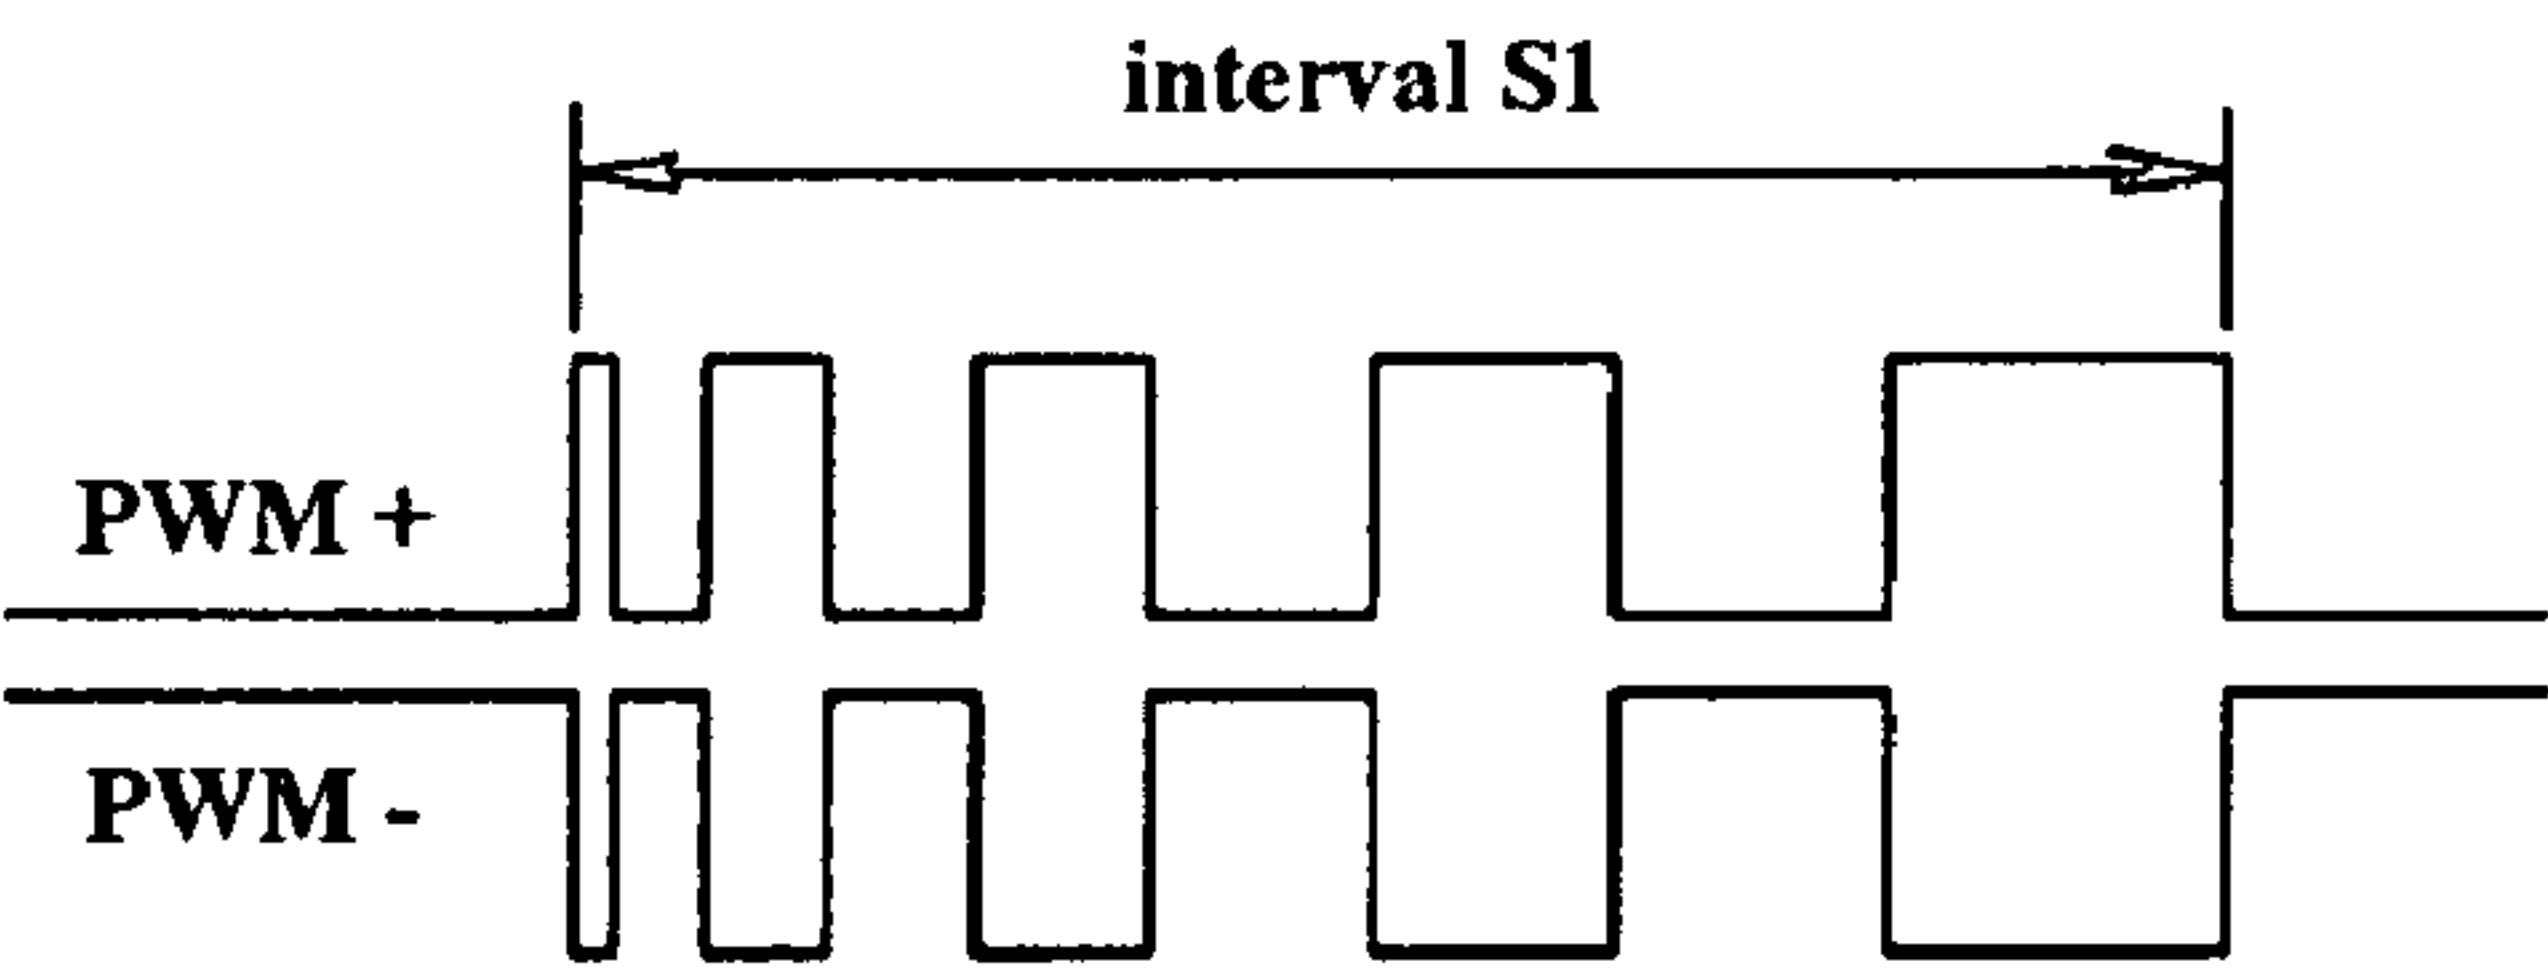 interval S1
PWM +
PWM -